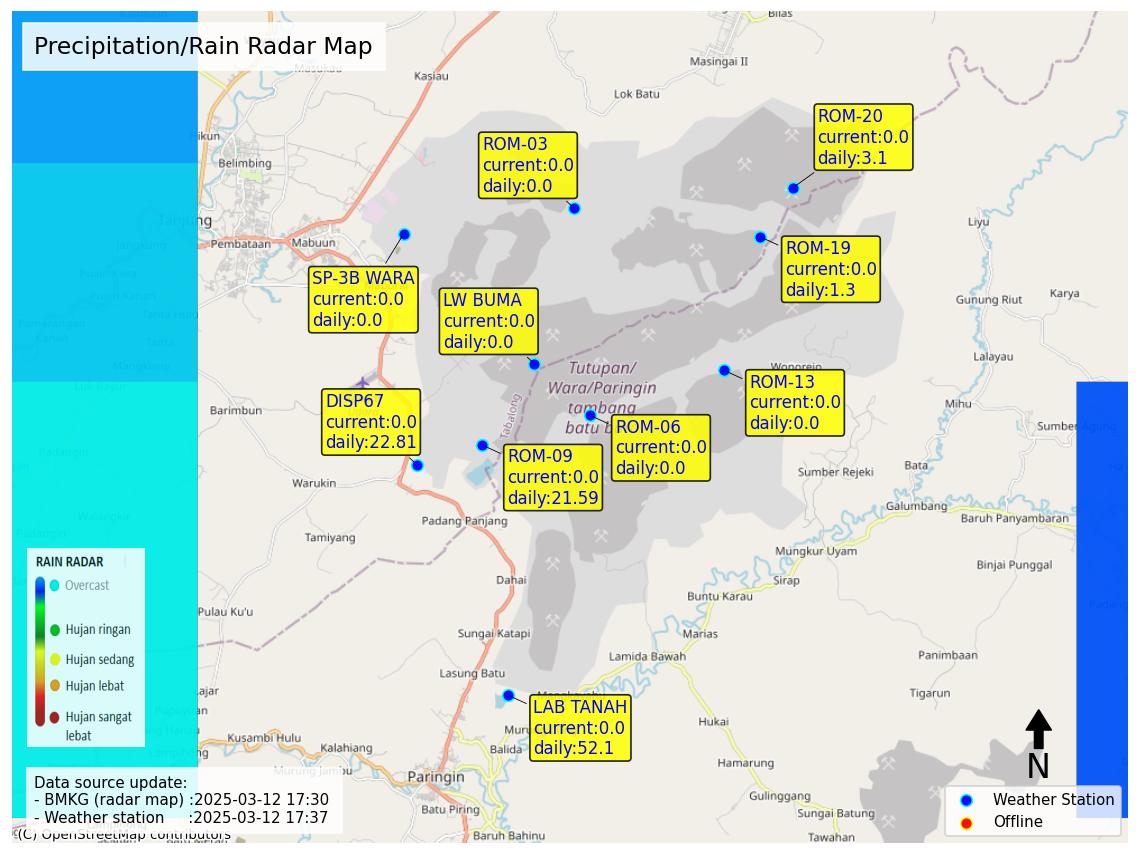 Precipitation/Rain Radar Map
Bilas
Masingai II
Kasiau
Lok Batu
Hikun
Belimbing
Tanjung
Jangkung
Pembataan
Mabuun
ROM-20
current:0.0
daily:3.1
ROM-03
current:0.0
daily:0.0
Liyu
ROM-19
current:0.0
daily:1.3
SP-3B WARA
current:0.0
daily:0.0
LW BUMA
current:0.0
daily:0.0
Gunung Riut
Karya
Lalayau
Wonorejo
Tutupan/
Wara/Paringin
tambang
batu
ROM-13
current:0.0
daily:0.0
DISP67
current:0.0
daily:22.81
Barimbun
Tabalong
Mihu
ROM-06
current:0.0
daily:0.0
ROM-09
current:0.0
daily:21.59
Warukin
Sumber Rejeki
Bata
Galumbang
Baruh Panyambaran
Padang Panjang
Tamiyang
Mungkur Uyam
Binjai Punggal
RAIN RADAR
Overcast
Hujan ringan
Hujan sedang
Hujan lebat
Hujan sangat
lebat
Dahai
Sirap
Buntu Karau
Pulau Ku'u
Sungai Katapi
Marias
Lamida Bawah
Panimbaan
Lasung Batu
Tigarun
LAB TANAH
current:0.0
daily:52.1
Hukai
Kusambi Hulu
Kalahiang
Balida
Hamarung
Murung Jambu
Paringin
N
Data source update:
- BMKG (radar map) :2025-03-12 17:30
- Weather station :2025-03-12 17:37
Batu Piring
Gulinggang
Sungai Batung
Baruh Bahinu
Tawahan
Weather Station
Offline
(C) OpenStreetMap contributors